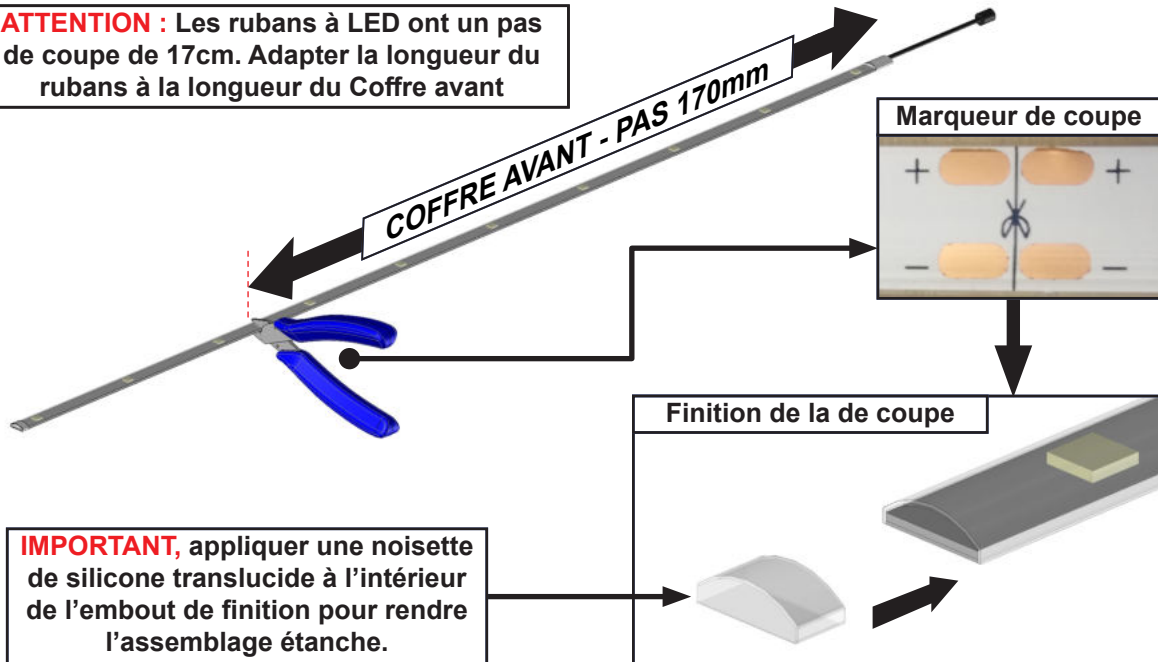 ATTENTION : Les rubans à LED ont un pas
de coupe de 17cm. Adapter la longueur du
rubans à la longueur du Coffre avant
COFFRE AVANT - PAS 170mm
Marqueur de coupe
+ +
- -
Finition de la de coupe
IMPORTANT, appliquer une noisette
de silicone translucide à l’intérieur
de l’embout de finition pour rendre
l’assemblage étanche.